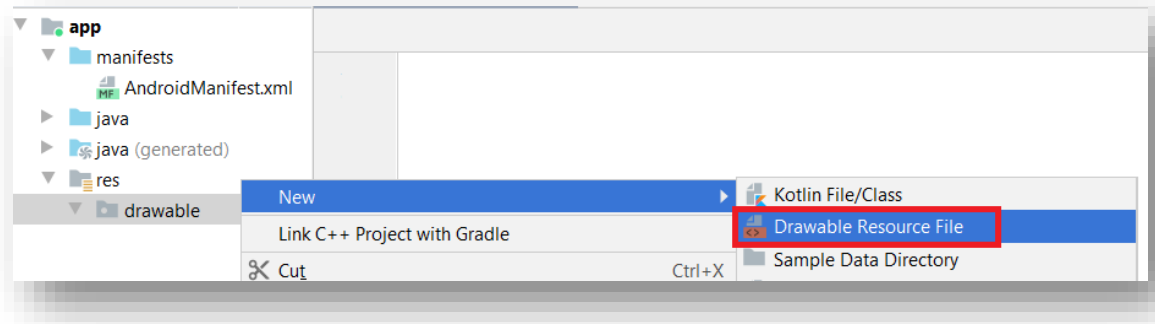 app
manifests
MF AndroidManifest.xml
java
java (generated)
res
drawable
New
Link C++ Project with Gradle
Cut Ctrl+X
Kotlin File/Class
Drawable Resource File
Sample Data Directory